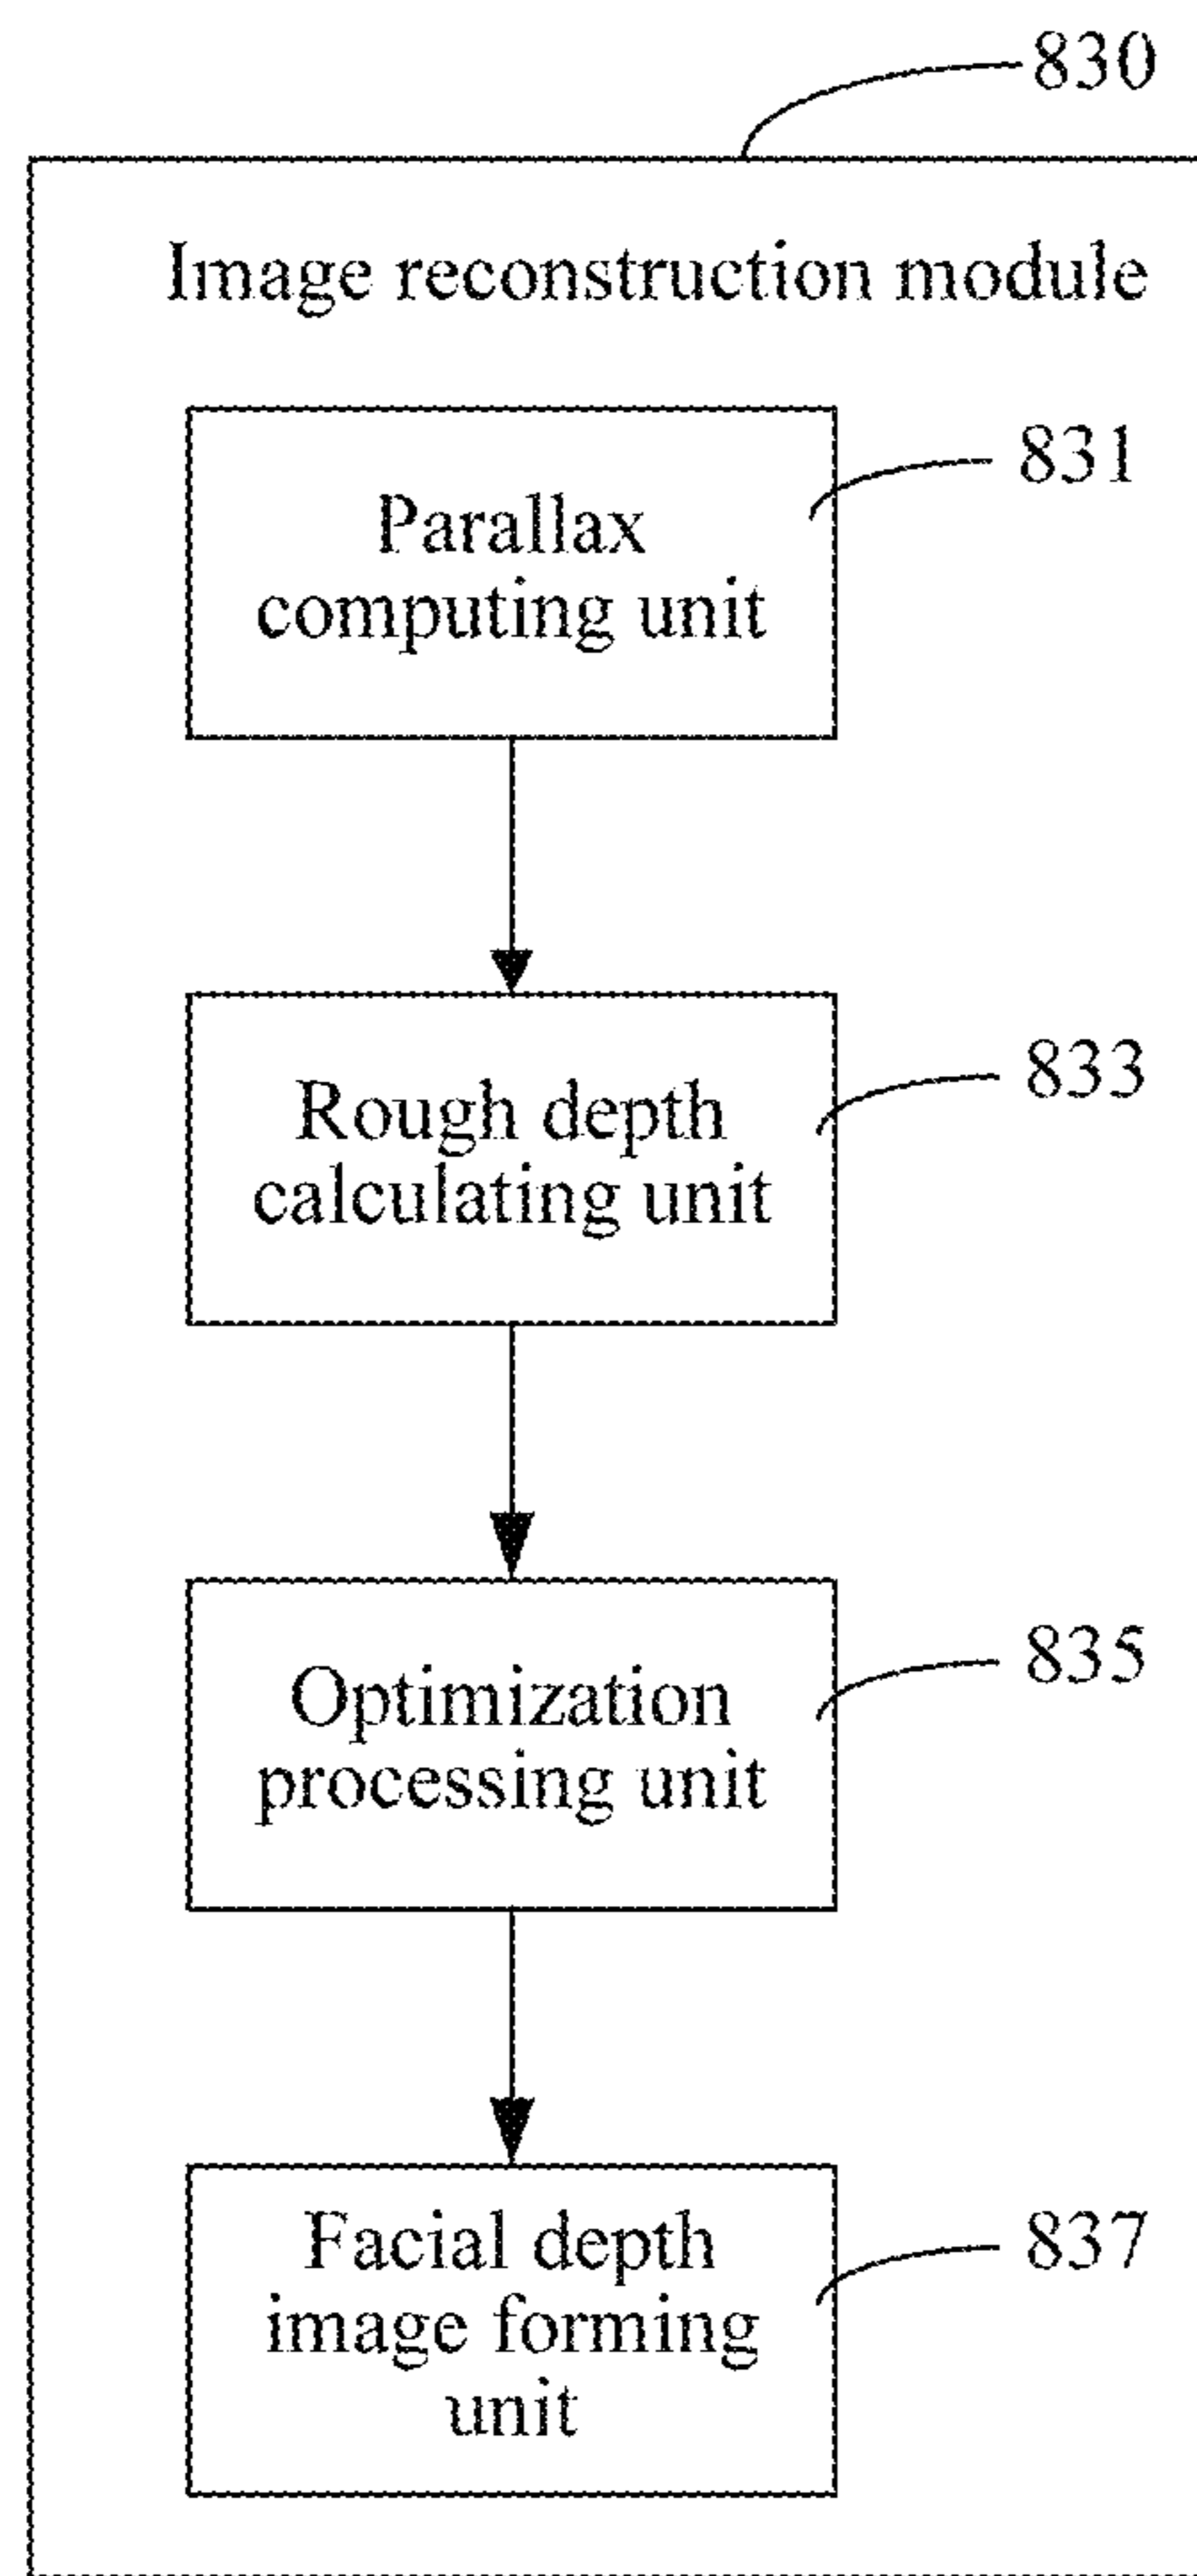 830
Image reconstruction module
831
Parallax
computing unit
833
Rough depth
calculating unit
835
Optimization
processing unit
837
Facial depth
image forming
unit